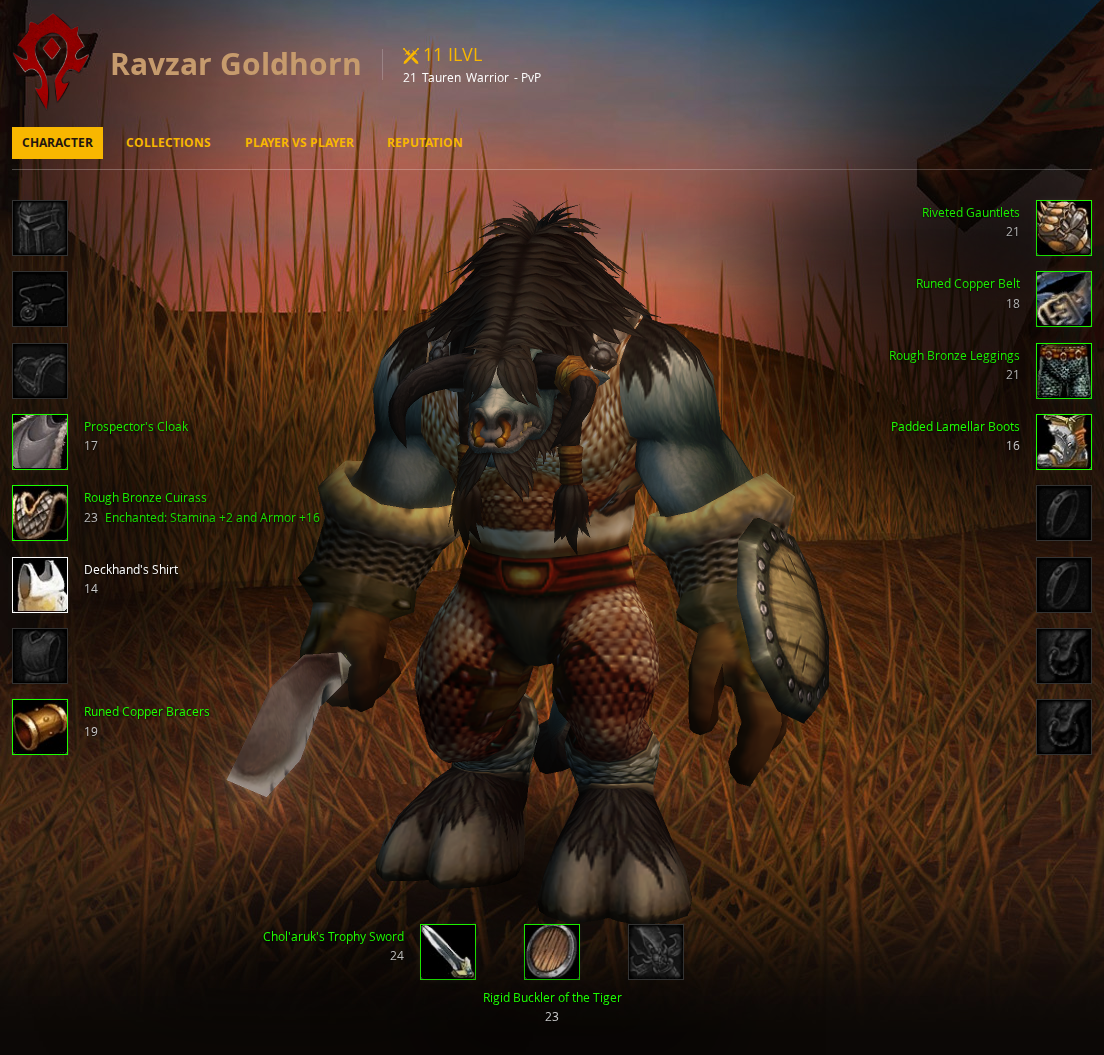 Ravzar Goldhorn
11 ILVL
21 Tauren Warrior - PvP
CHARACTER
COLLECTIONS
PLAYER VS PLAYER
REPUTATION
Prospector's Cloak
17
Rough Bronze Cuirass
23 Enchanted: Stamina +2 and Armor +16
Deckhand's Shirt
14
Runed Copper Bracers
19
Riveted Gauntlets
21
Runed Copper Belt
18
Rough Bronze Leggings
21
Padded Lamellar Boots
16
Chol'aruk's Trophy Sword
24
Rigid Buckler of the Tiger
23